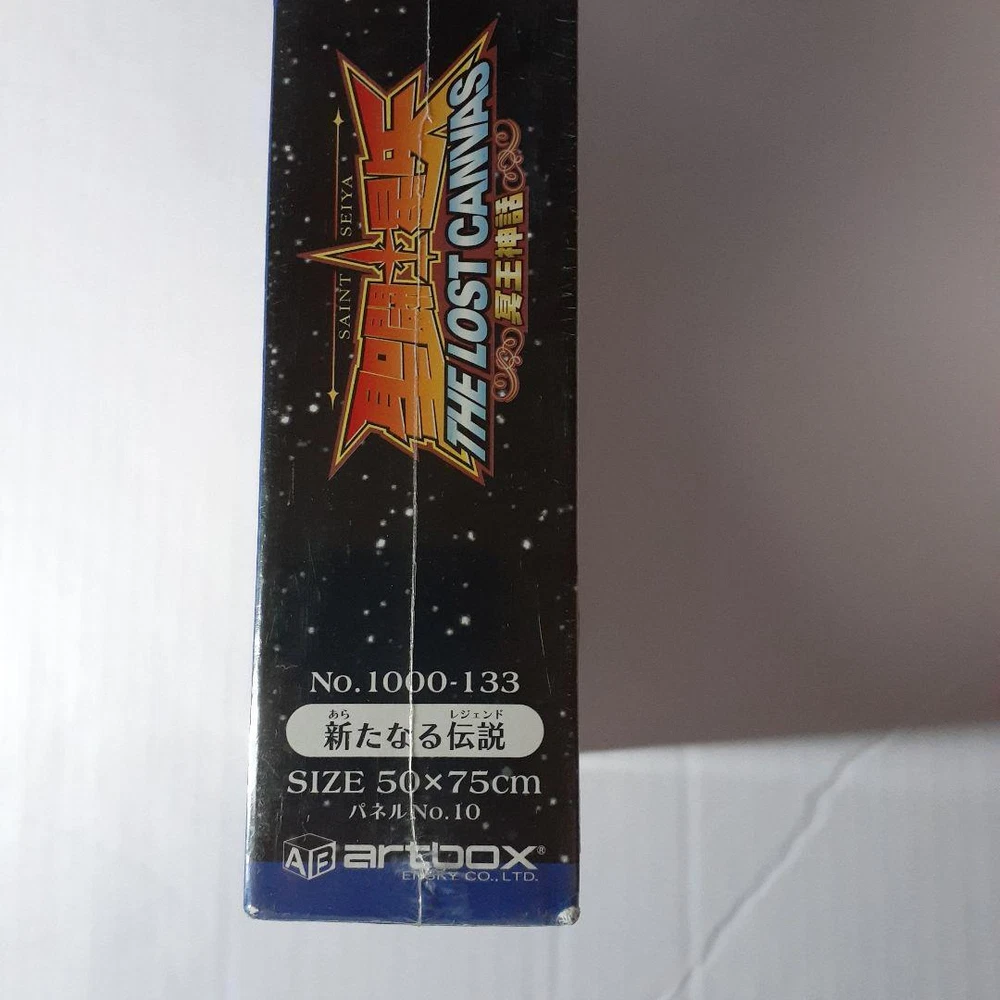 SAINT SEIYA
聖闘士星矢
THE LOST CANVAS
冥王神話
No.1000-133
あら レジェンド
新たなる伝説
SIZE 50×75cm
パネルNo.10
AB artbox®
ENSKY CO.,LTD.